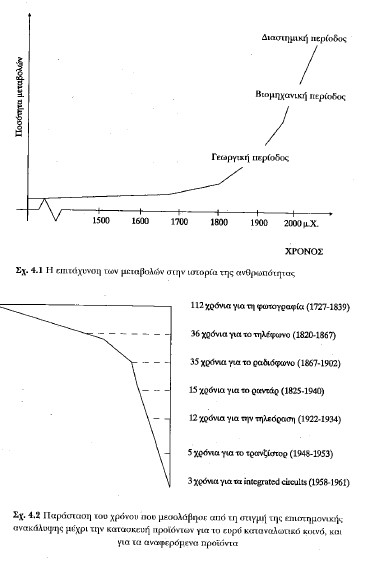 Ποσότητα μεταβολών
Διαστημική περίοδος
Βιομηχανική περίοδος
Γεωργική περίοδος
1500 1600 1700 1800 1900 2000 μ.Χ.
ΧΡΟΝΟΣ
Σχ. 4.1 Η επιτάχυνση των μεταβολών στην ιστορία της ανθρωπότητας
112 χρόνια για τη φωτογραφία (1727-1839)
36 χρόνια για το τηλέφωνο (1820-1867)
35 χρόνια για το ραδιόφωνο (1867-1902)
15 χρόνια για το ραντάρ (1825-1940)
12 χρόνια για την τηλεόραση (1922-1934)
5 χρόνια για το τρανζίστορ (1948-1953)
3 χρόνια για τα integrated circults (1958-1961)
Σχ. 4.2 Παράσταση του χρόνου που μεσολάβησε από τη στιγμή της επιστημονικής
ανακάλυψης μέχρι την κατασκευή προϊόντων για το ευρύ καταναλωτικό κοινό, και
για τα αναφερόμενα προϊόντα